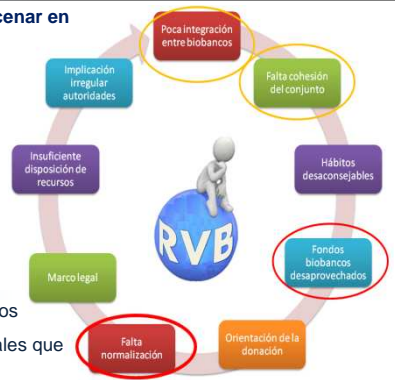 cenar en
Poca integración
entre biobancos
Falta cohesión
del conjunto
Hábitos
desaconsejables
Fondos
biobancos
desaprovechados
Orientación de la
donación
Falta
normalización
Marco legal
Insuficiente
disposición de
recursos
Implicación
irregular
autoridades
RVB
os
ales que